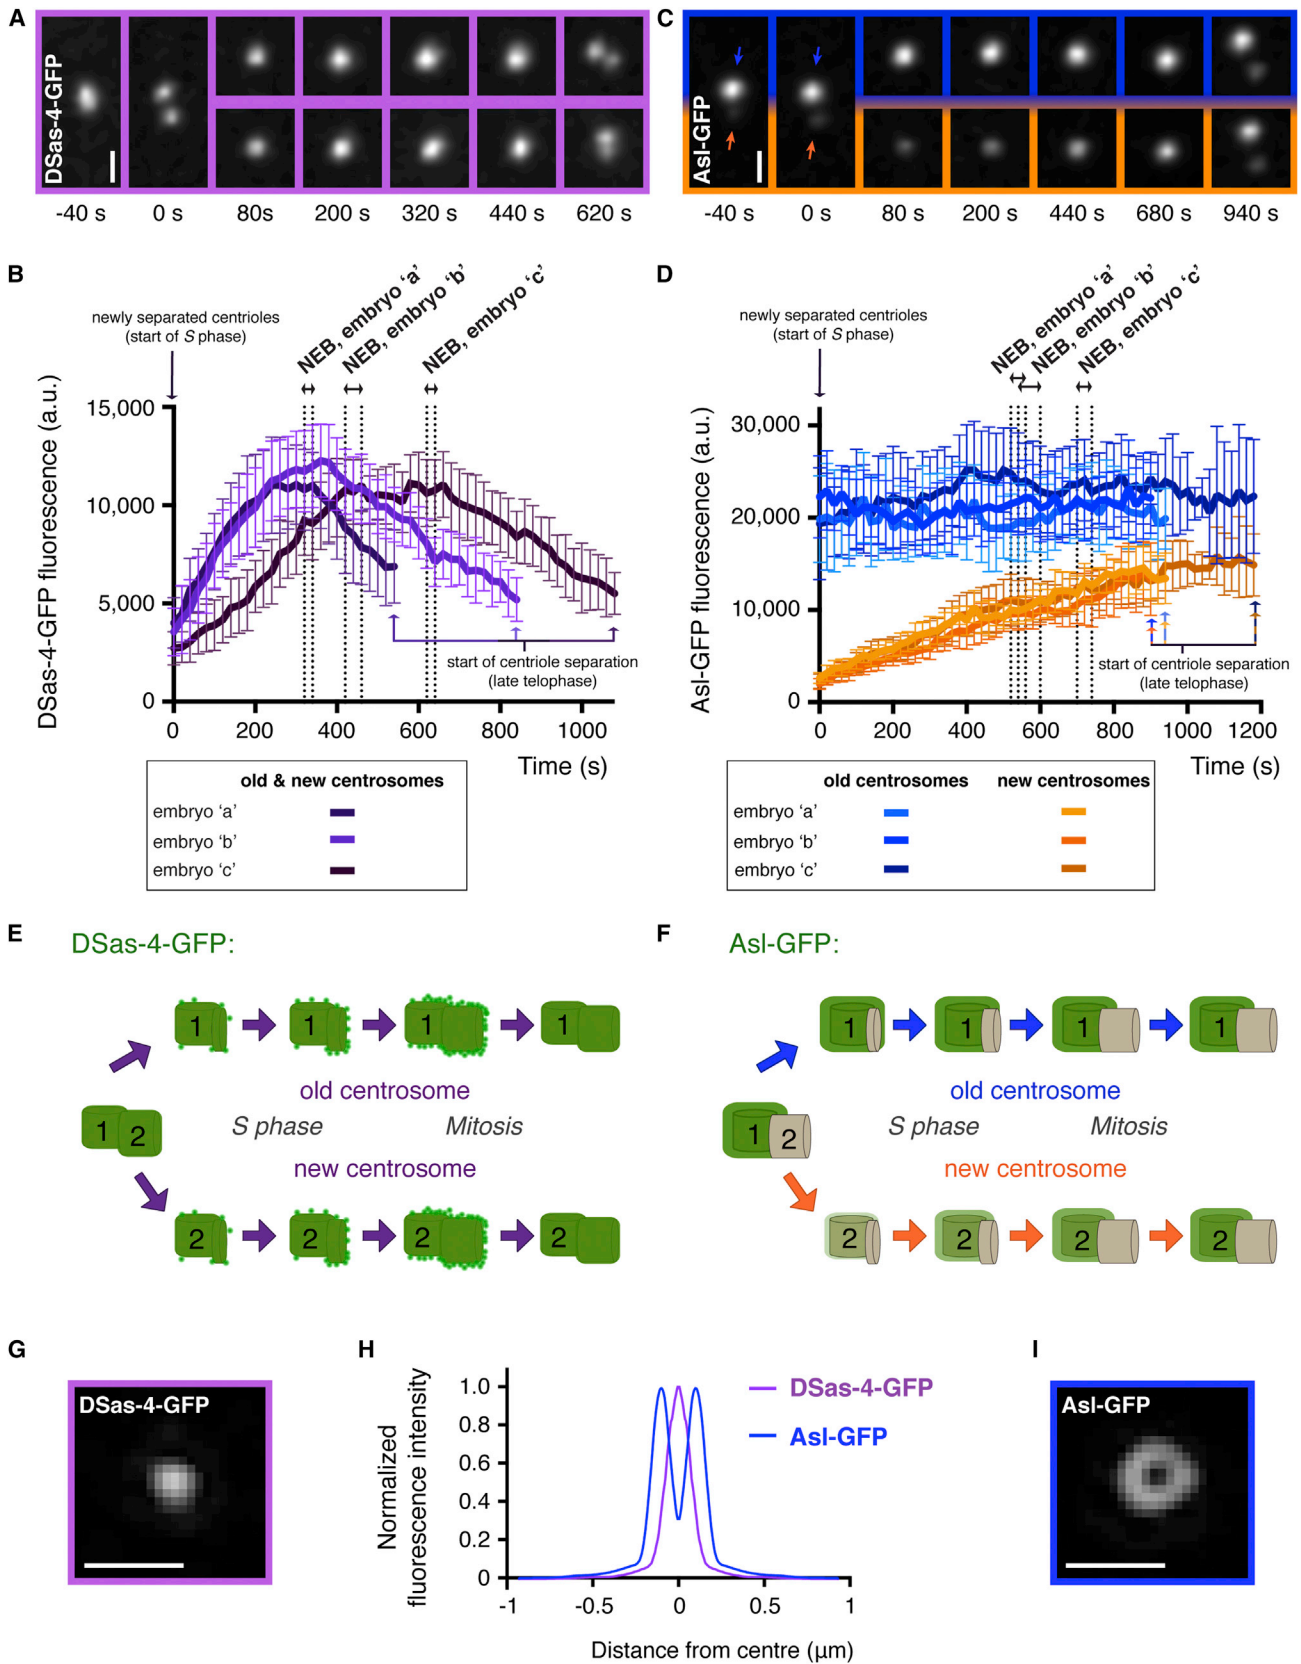 A
DSas-4-GFP
-40 s
0 s
80s
200 s
320 s
440 s
620 s
C
Asl-GFP
-40 s
0 s
80 s
200 s
440 s
680 s
940 s
B
newly separated centrioles
(start of S phase)
NEB, embryo ‘a’
NEB, embryo ‘b’
NEB, embryo ‘c’
DSas-4-GFP fluorescence (a.u.)
15,000
10,000
5,000
0
start of centriole separation
(late telophase)
0
200
400
600
800
1000
Time (s)
old & new centrosomes
embryo ‘a’
embryo ‘b’
embryo ‘c’
D
newly separated centrioles
(start of S phase)
NEB, embryo ‘a’
NEB, embryo ‘b’
NEB, embryo ‘c’
Asl-GFP fluorescence (a.u.)
30,000
20,000
10,000
0
start of centriole separation
(late telophase)
0
200
400
600
800
1000
1200
Time (s)
old centrosomes
new centrosomes
embryo ‘a’
embryo ‘b’
embryo ‘c’
E
DSas-4-GFP:
1
1
1
1
old centrosome
1
2
S phase
Mitosis
new centrosome
2
2
2
2
F
Asl-GFP:
1
1
1
1
old centrosome
1
2
S phase
Mitosis
new centrosome
2
2
2
2
G
DSas-4-GFP
H
Normalized
fluorescence intensity
1.0
0.8
0.6
0.4
0.2
0
-1
-0.5
0
0.5
1
Distance from centre (µm)
DSas-4-GFP
Asl-GFP
I
Asl-GFP